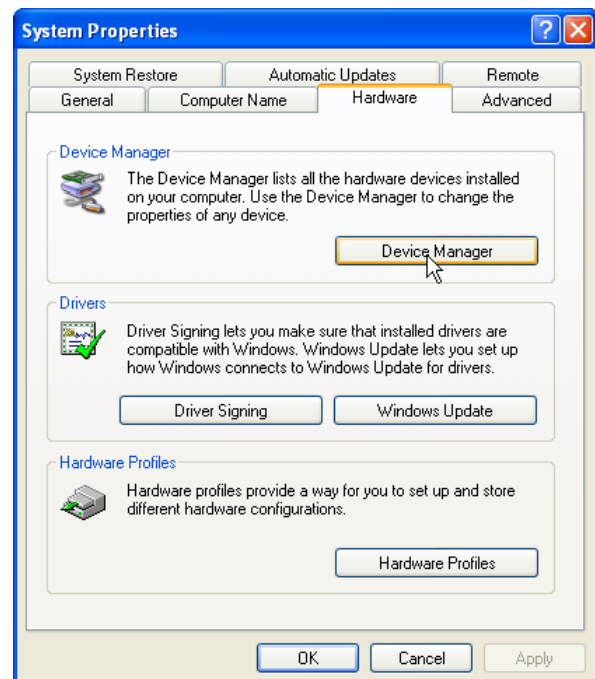 System Properties
System Restore Automatic Updates Remote
General Computer Name Hardware Advanced
Device Manager
The Device Manager lists all the hardware devices installed
on your computer. Use the Device Manager to change the
properties of any device.
Device Manager
Drivers
Driver Signing lets you make sure that installed drivers are
compatible with Windows. Windows Update lets you set up
how Windows connects to Windows Update for drivers.
Driver Signing Windows Update
Hardware Profiles
Hardware profiles provide a way for you to set up and store
different hardware configurations.
Hardware Profiles
OK Cancel Apply